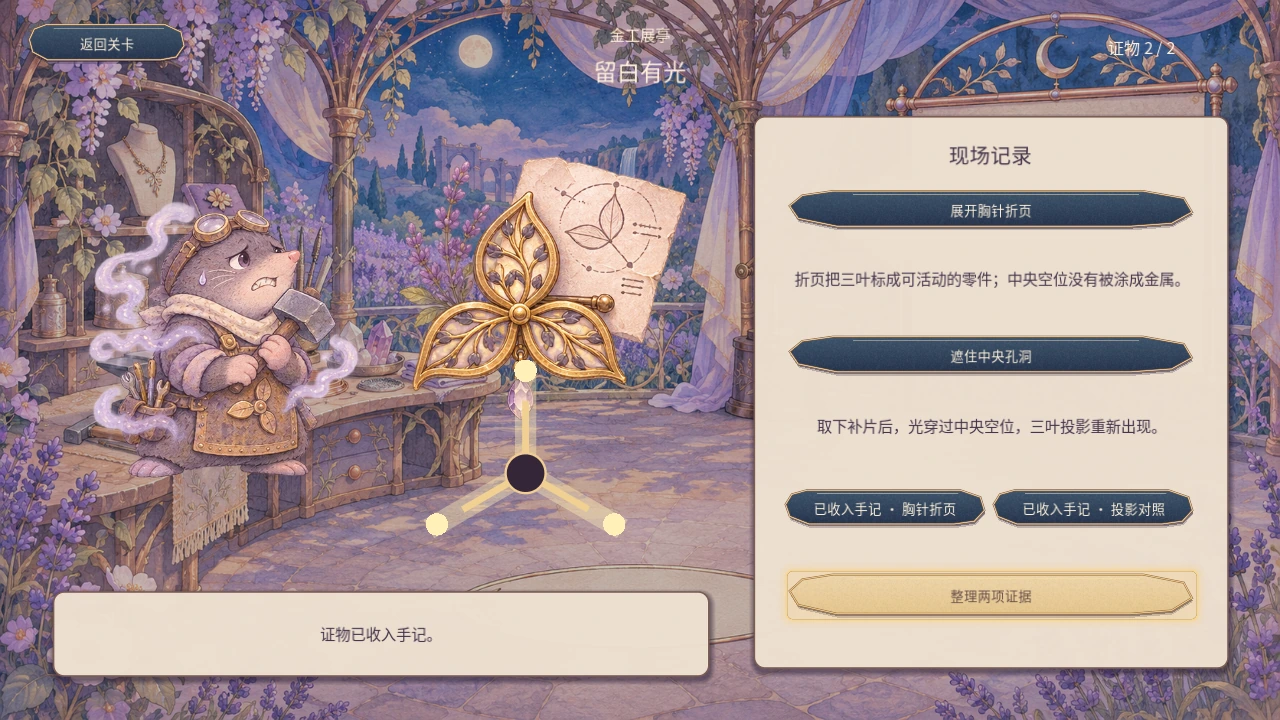 返回关卡
金工展亭
留白有光
证物 2 / 2
现场记录
展开胸针折页
折页把三叶标成可活动的零件；中央空位没有被涂成金属。
遮住中央孔洞
取下补片后，光穿过中央空位，三叶投影重新出现。
已收入手记 · 胸针折页
已收入手记 · 投影对照
整理两项证据
证物已收入手记。